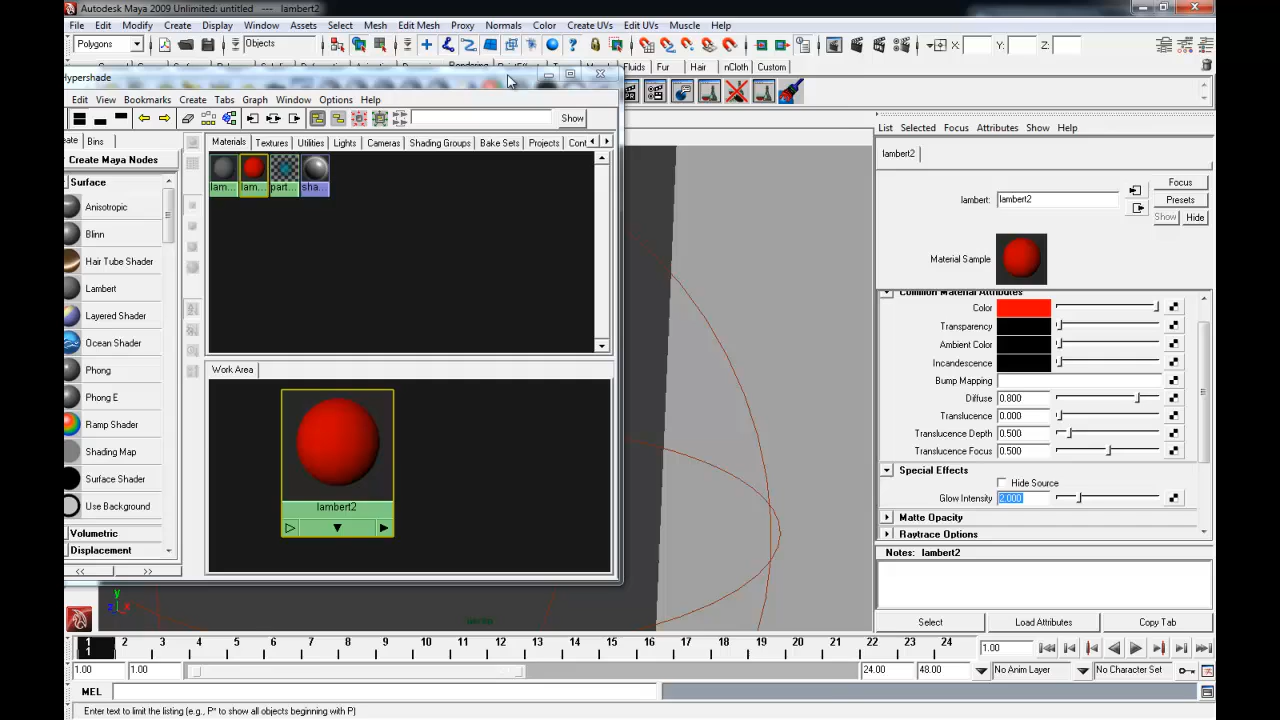 Autodesk Maya 2009 Unlimited: untitled --- lambert2
File Edit Modify Create Display Window Assets Select Mesh Edit Mesh Proxy Normals Color Create UVs Edit UVs Muscle Help
Polygons Objects X: Y: Z:
Fluids Fur Hair nCloth Custom
Hypershade
Edit View Bookmarks Create Tabs Graph Window Options Help
Show
Bins
Materials Textures Utilities Lights Cameras Shading Groups Bake Sets Projects Cont
Create Maya Nodes
Surface
lam... lam... part... sha...
Anisotropic
Blinn
Hair Tube Shader
Lambert
Layered Shader
Ocean Shader
Phong
Phong E
Ramp Shader
Shading Map
Surface Shader
Use Background
Volumetric
Displacement
<< >>
Work Area
lambert2
List Selected Focus Attributes Show Help
lambert2
lambert: lambert2
Focus
Presets
Show Hide
Material Sample
Common Material Attributes
Color
Transparency
Ambient Color
Incandescence
Bump Mapping
Diffuse 0.800
Translucence 0.000
Translucence Depth 0.500
Translucence Focus 0.500
Special Effects
Hide Source
Glow Intensity 2.000
Matte Opacity
Raytrace Options
Notes: lambert2
Select Load Attributes Copy Tab
y
z x
1 2 3 4 5 6 7 8 9 10 11 12 13 14 15 16 17 18 19 20 21 22 23 24
1
1.00
1.00 1.00 24.00 48.00 No Anim Layer No Character Set
MEL
Enter text to limit the listing (e.g., P* to show all objects beginning with P)